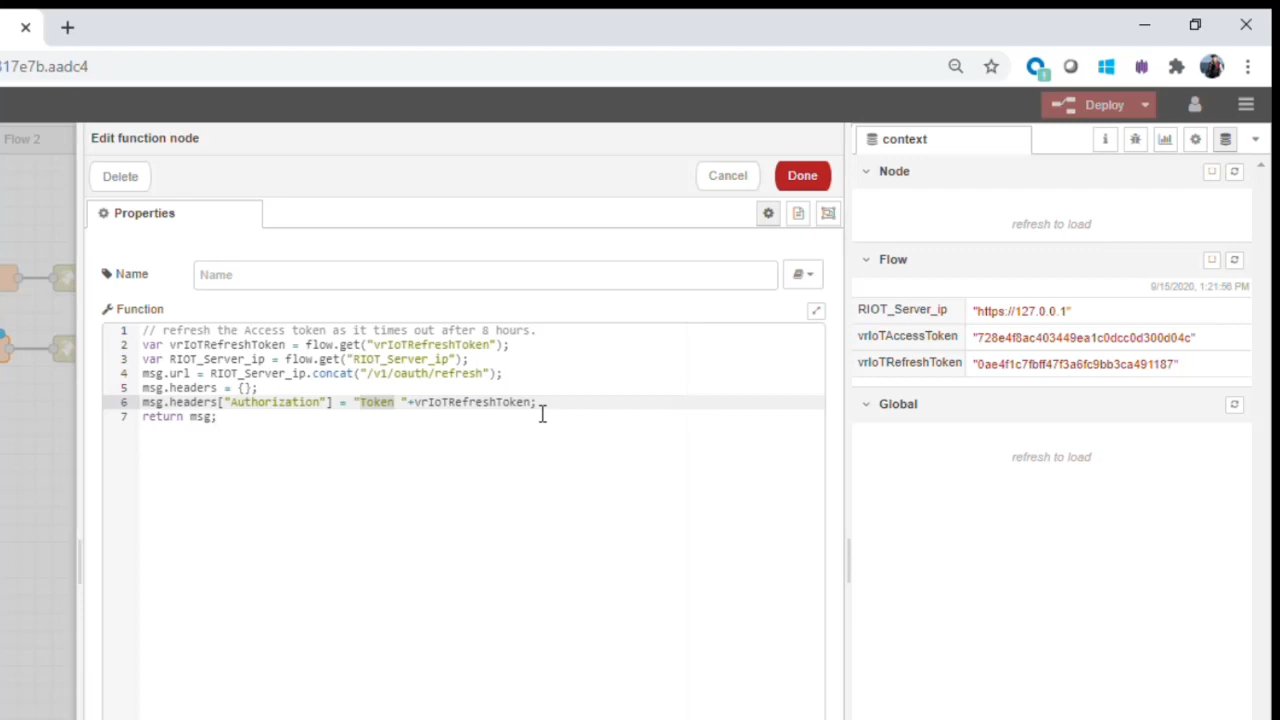 317e7b.aadc4
Deploy
Flow 2
Edit function node
context
Delete
Cancel
Done
Node
Properties
refresh to load
Name
Name
Flow
9/15/2020, 1:21:56 PM
Function
RIOT_Server_ip
"https://127.0.0.1"
1 // refresh the Access token as it times out after 8 hours.
2 var vrIoTRefreshToken = flow.get("vrIoTRefreshToken");
3 var RIOT_Server_ip = flow.get("RIOT_Server_ip");
4 msg.url = RIOT_Server_ip.concat("/v1/oauth/refresh");
5 msg.headers = {};
6 msg.headers["Authorization"] = "Token "+vrIoTRefreshToken;
7 return msg;
vrIoTAccessToken
"728e4f8ac403449ea1c0dcc0d300d04c"
vrIoTRefreshToken
"0ae4f1c7fbff47f3a6fc9bb3ca491187"
Global
refresh to load